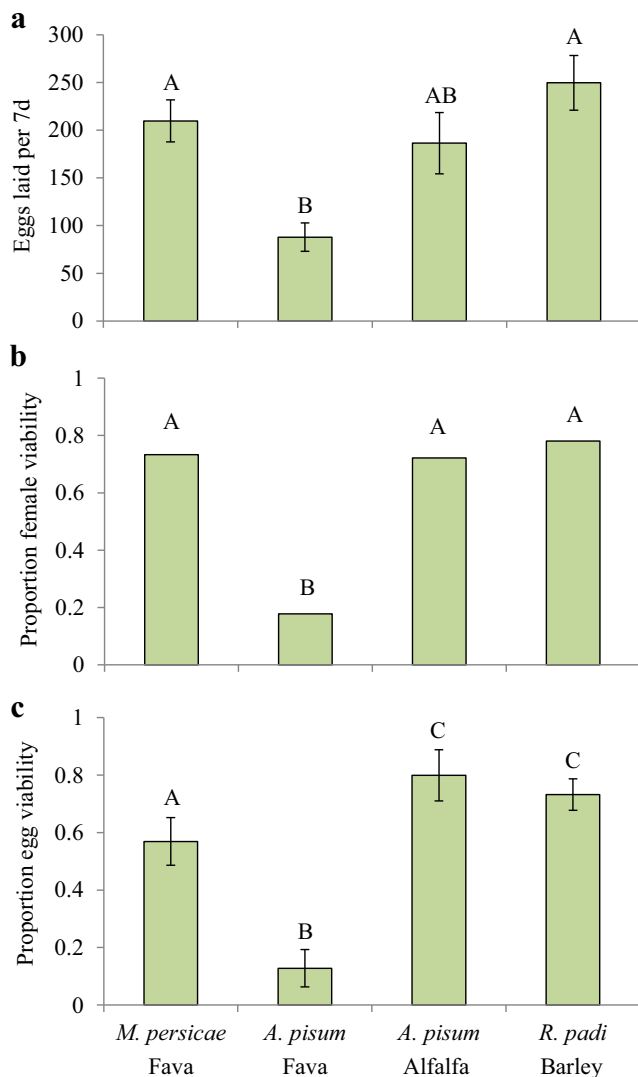 a
Eggs laid per 7d
300
250
200
150
100
50
0
A
B
AB
A
b
Proportion female viability
1
0.8
0.6
0.4
0.2
0
A
B
A
A
c
Proportion egg viability
1
0.8
0.6
0.4
0.2
0
A
B
C
C
M. persicae A. pisum A. pisum R. padi
Fava Fava Alfalfa Barley